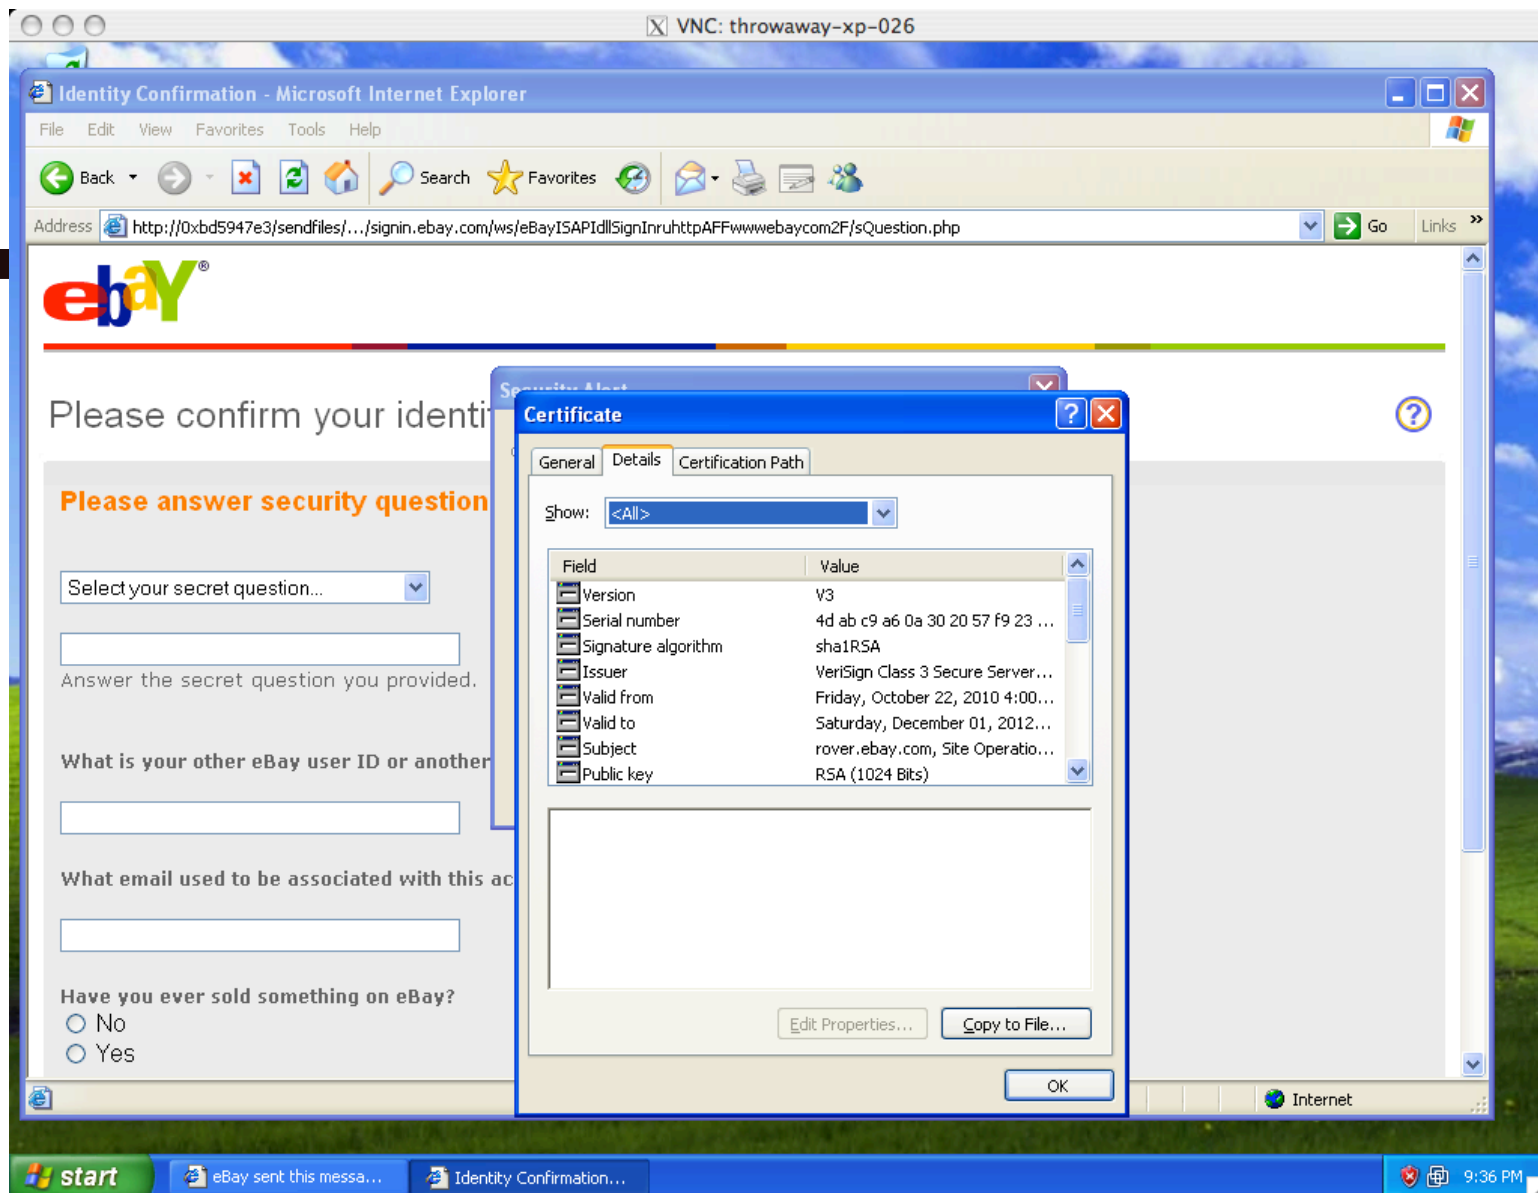 VNC: throwaway-xp-026
Identity Confirmation - Microsoft Internet Explorer
File Edit View Favorites Tools Help
Back Search Favorites
Address http://0xbd5947e3/sendfiles/.../signin.ebay.com/ws/eBayISAPIdllSignInruhttpAFFwwwebaycom2F/sQuestion.php Go Links »
ebaY®
Please confirm your identi
Security Alert
Certificate
General Details Certification Path
Please answer security question
Show: <All>
Field Value
Version V3
Serial number 4d ab c9 a6 0a 30 20 57 f9 23 ...
Signature algorithm sha1RSA
Issuer VeriSign Class 3 Secure Server...
Valid from Friday, October 22, 2010 4:00...
Valid to Saturday, December 01, 2012...
Subject rover.ebay.com, Site Operatio...
Public key RSA (1024 Bits)
Select your secret question...
Answer the secret question you provided.
What is your other eBay user ID or another
What email used to be associated with this ac
Have you ever sold something on eBay?
No
Yes
Edit Properties... Copy to File...
OK
Internet
start eBay sent this messa... Identity Confirmation... 9:36 PM